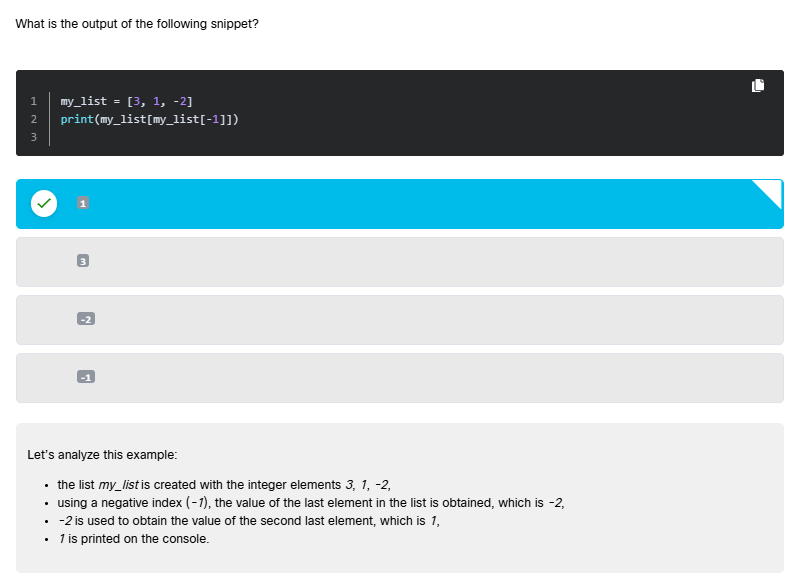 What is the output of the following snippet?
1 my_list = [3, 1, -2]
2 print(my_list[my_list[-1]])
3
1
3
-2
-1
Let's analyze this example:
• the list my_list is created with the integer elements 3, 1, -2,
• using a negative index (-1), the value of the last element in the list is obtained, which is -2,
• -2 is used to obtain the value of the second last element, which is 1,
• 1 is printed on the console.